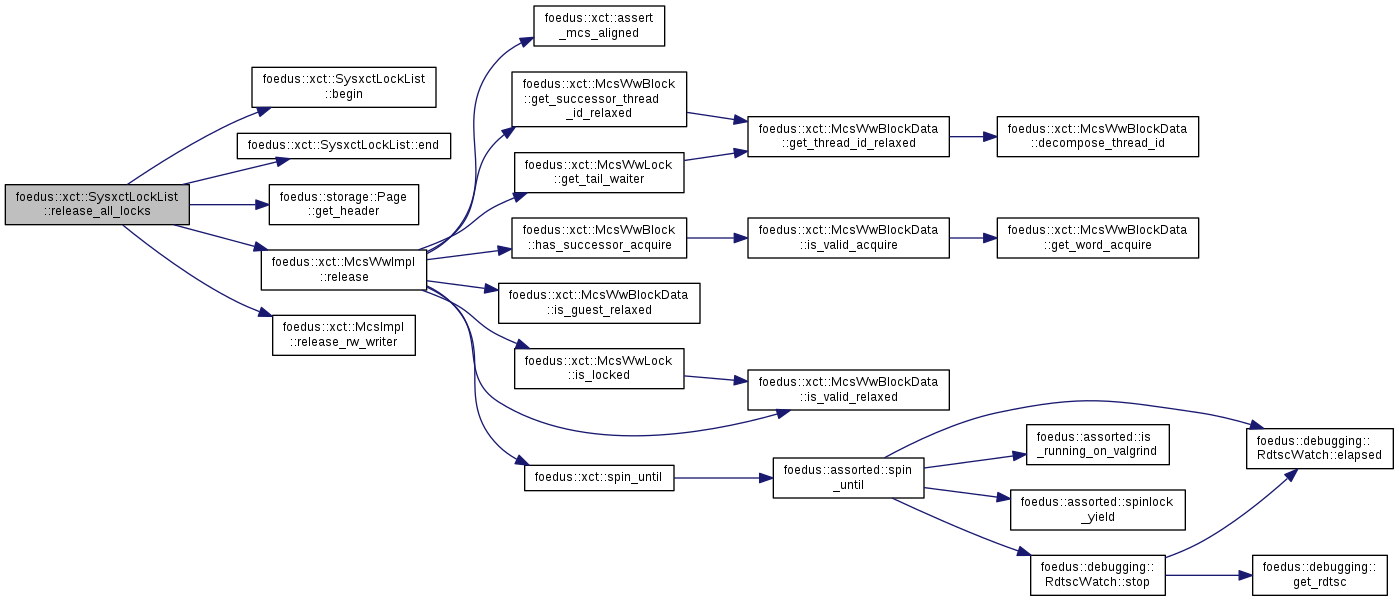 foedus::xct::SysxctLockList
::release_all_locks
foedus::xct::SysxctLockList
::begin
foedus::xct::SysxctLockList::end
foedus::storage::Page
::get_header
foedus::xct::McsWwImpl
::release
foedus::xct::McsImpl
::release_rw_writer
foedus::xct::assert
_mcs_aligned
foedus::xct::McsWwBlock
::get_successor_thread
_id_relaxed
foedus::xct::McsWwLock
::get_tail_waiter
foedus::xct::McsWwBlock
::has_successor_acquire
foedus::xct::McsWwBlockData
::is_guest_relaxed
foedus::xct::McsWwLock
::is_locked
foedus::xct::spin_until
foedus::xct::McsWwBlockData
::get_thread_id_relaxed
foedus::xct::McsWwBlockData
::is_valid_acquire
foedus::xct::McsWwBlockData
::is_valid_relaxed
foedus::assorted::spin
_until
foedus::xct::McsWwBlockData
::decompose_thread_id
foedus::xct::McsWwBlockData
::get_word_acquire
foedus::assorted::is
_running_on_valgrind
foedus::assorted::spinlock
_yield
foedus::debugging::
RdtscWatch::stop
foedus::debugging::
RdtscWatch::elapsed
foedus::debugging::
get_rdtsc